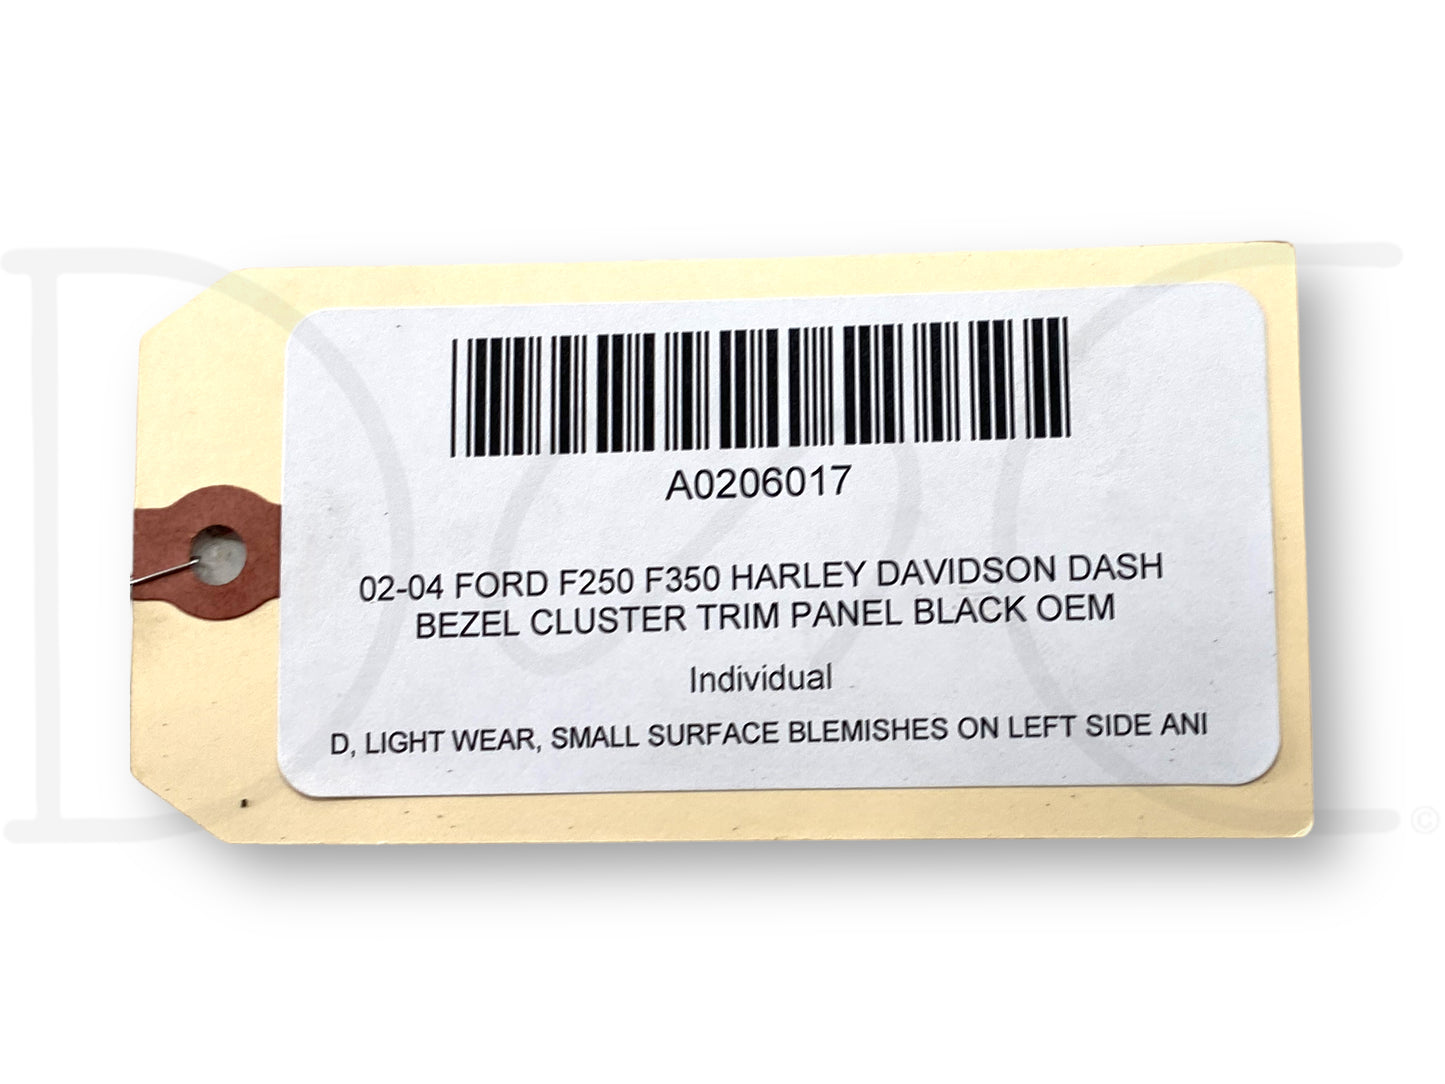 A0206017
02-04 FORD F250 F350 HARLEY DAVIDSON DASH
BEZEL CLUSTER TRIM PANEL BLACK OEM
Individual
D, LIGHT WEAR, SMALL SURFACE BLEMISHES ON LEFT SIDE ANI
©